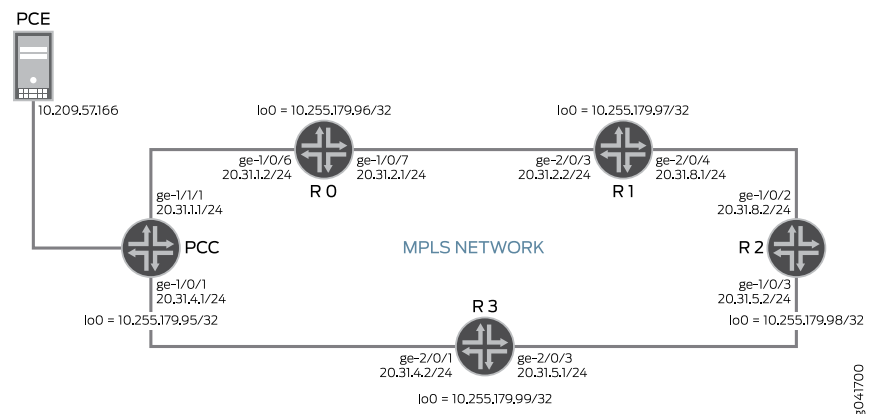 PCE
10.209.57.166
lo0 = 10.255.179.96/32
lo0 = 10.255.179.97/32
ge-1/0/6
20.31.1.2/24
ge-1/0/7
20.31.2.1/24
R 0
ge-2/0/3
20.31.2.2/24
ge-2/0/4
20.31.8.1/24
R 1
ge-1/1/1
20.31.1.1/24
ge-1/0/2
20.31.8.2/24
PCC
MPLS NETWORK
R 2
ge-1/0/1
20.31.4.1/24
ge-1/0/3
20.31.5.2/24
lo0 = 10.255.179.95/32
R 3
lo0 = 10.255.179.98/32
ge-2/0/1
20.31.4.2/24
ge-2/0/3
20.31.5.1/24
lo0 = 10.255.179.99/32
g041700